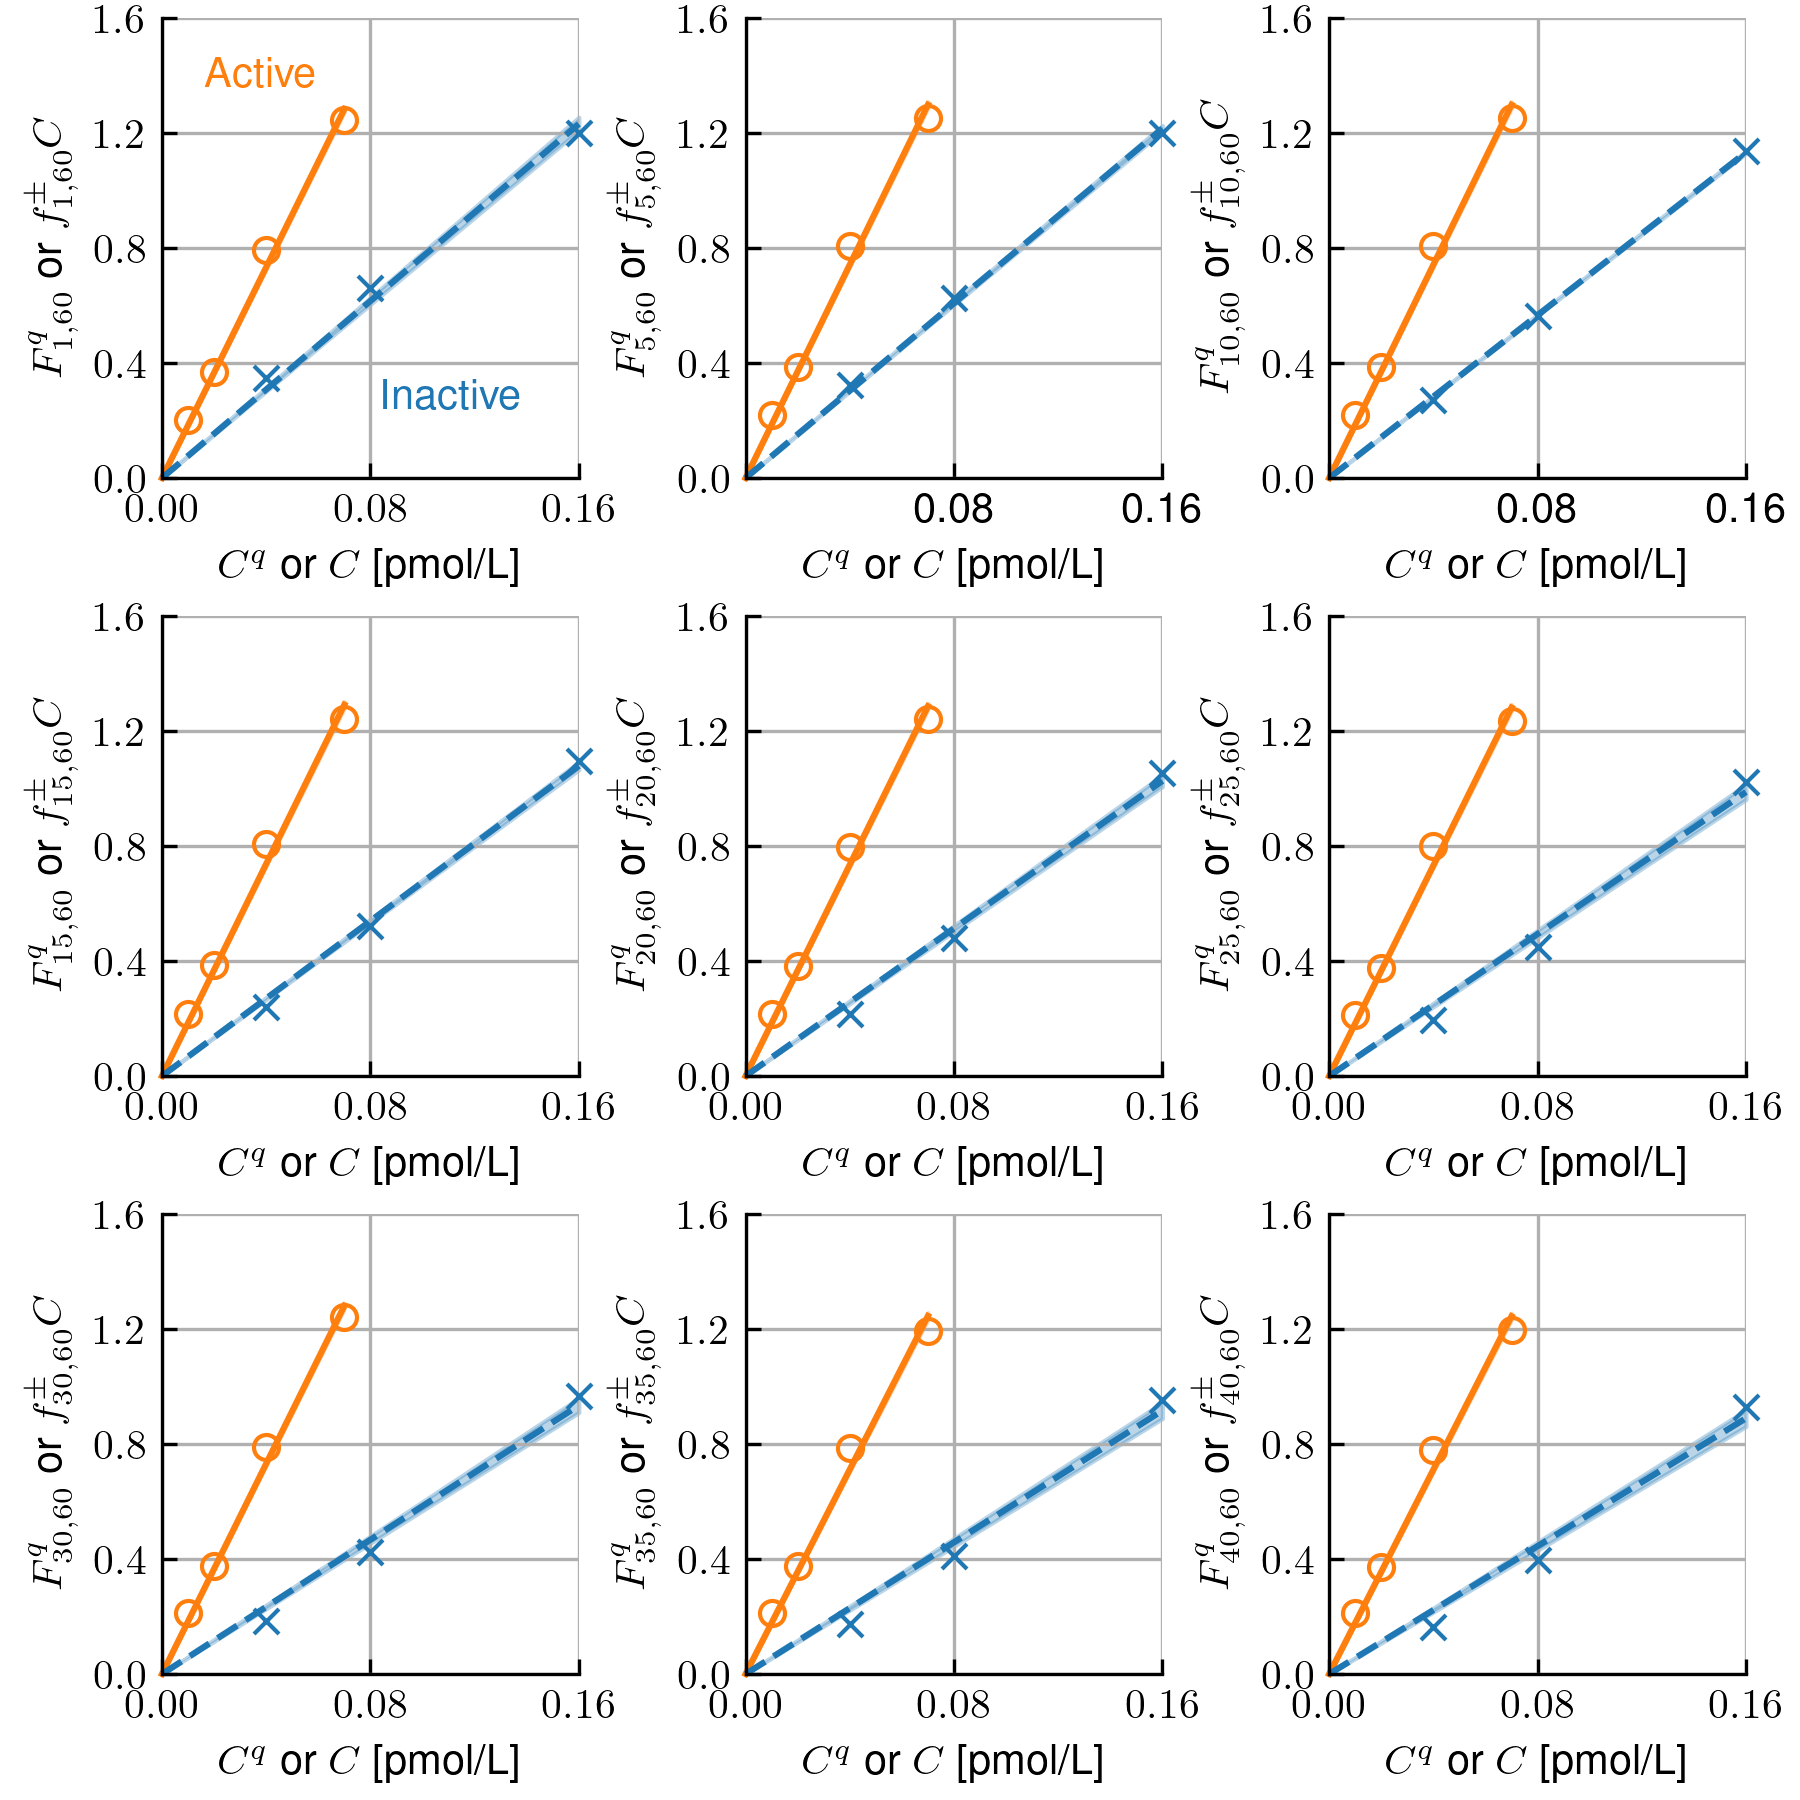 1.6
1.2
0.8
0.4
0.0
0.00 0.08 0.16
F^q_{1,60} or f^±_{1,60}C
Active
Inactive
C^q or C [pmol/L]
1.6
1.2
0.8
0.4
0.0
0.08 0.16
F^q_{5,60} or f^±_{5,60}C
C^q or C [pmol/L]
1.6
1.2
0.8
0.4
0.0
0.08 0.16
F^q_{10,60} or f^±_{10,60}C
C^q or C [pmol/L]
1.6
1.2
0.8
0.4
0.0
0.00 0.08 0.16
F^q_{15,60} or f^±_{15,60}C
C^q or C [pmol/L]
1.6
1.2
0.8
0.4
0.0
0.00 0.08 0.16
F^q_{20,60} or f^±_{20,60}C
C^q or C [pmol/L]
1.6
1.2
0.8
0.4
0.0
0.00 0.08 0.16
F^q_{25,60} or f^±_{25,60}C
C^q or C [pmol/L]
1.6
1.2
0.8
0.4
0.0
0.00 0.08 0.16
F^q_{30,60} or f^±_{30,60}C
C^q or C [pmol/L]
1.6
1.2
0.8
0.4
0.0
0.00 0.08 0.16
F^q_{35,60} or f^±_{35,60}C
C^q or C [pmol/L]
1.6
1.2
0.8
0.4
0.0
0.00 0.08 0.16
F^q_{40,60} or f^±_{40,60}C
C^q or C [pmol/L]